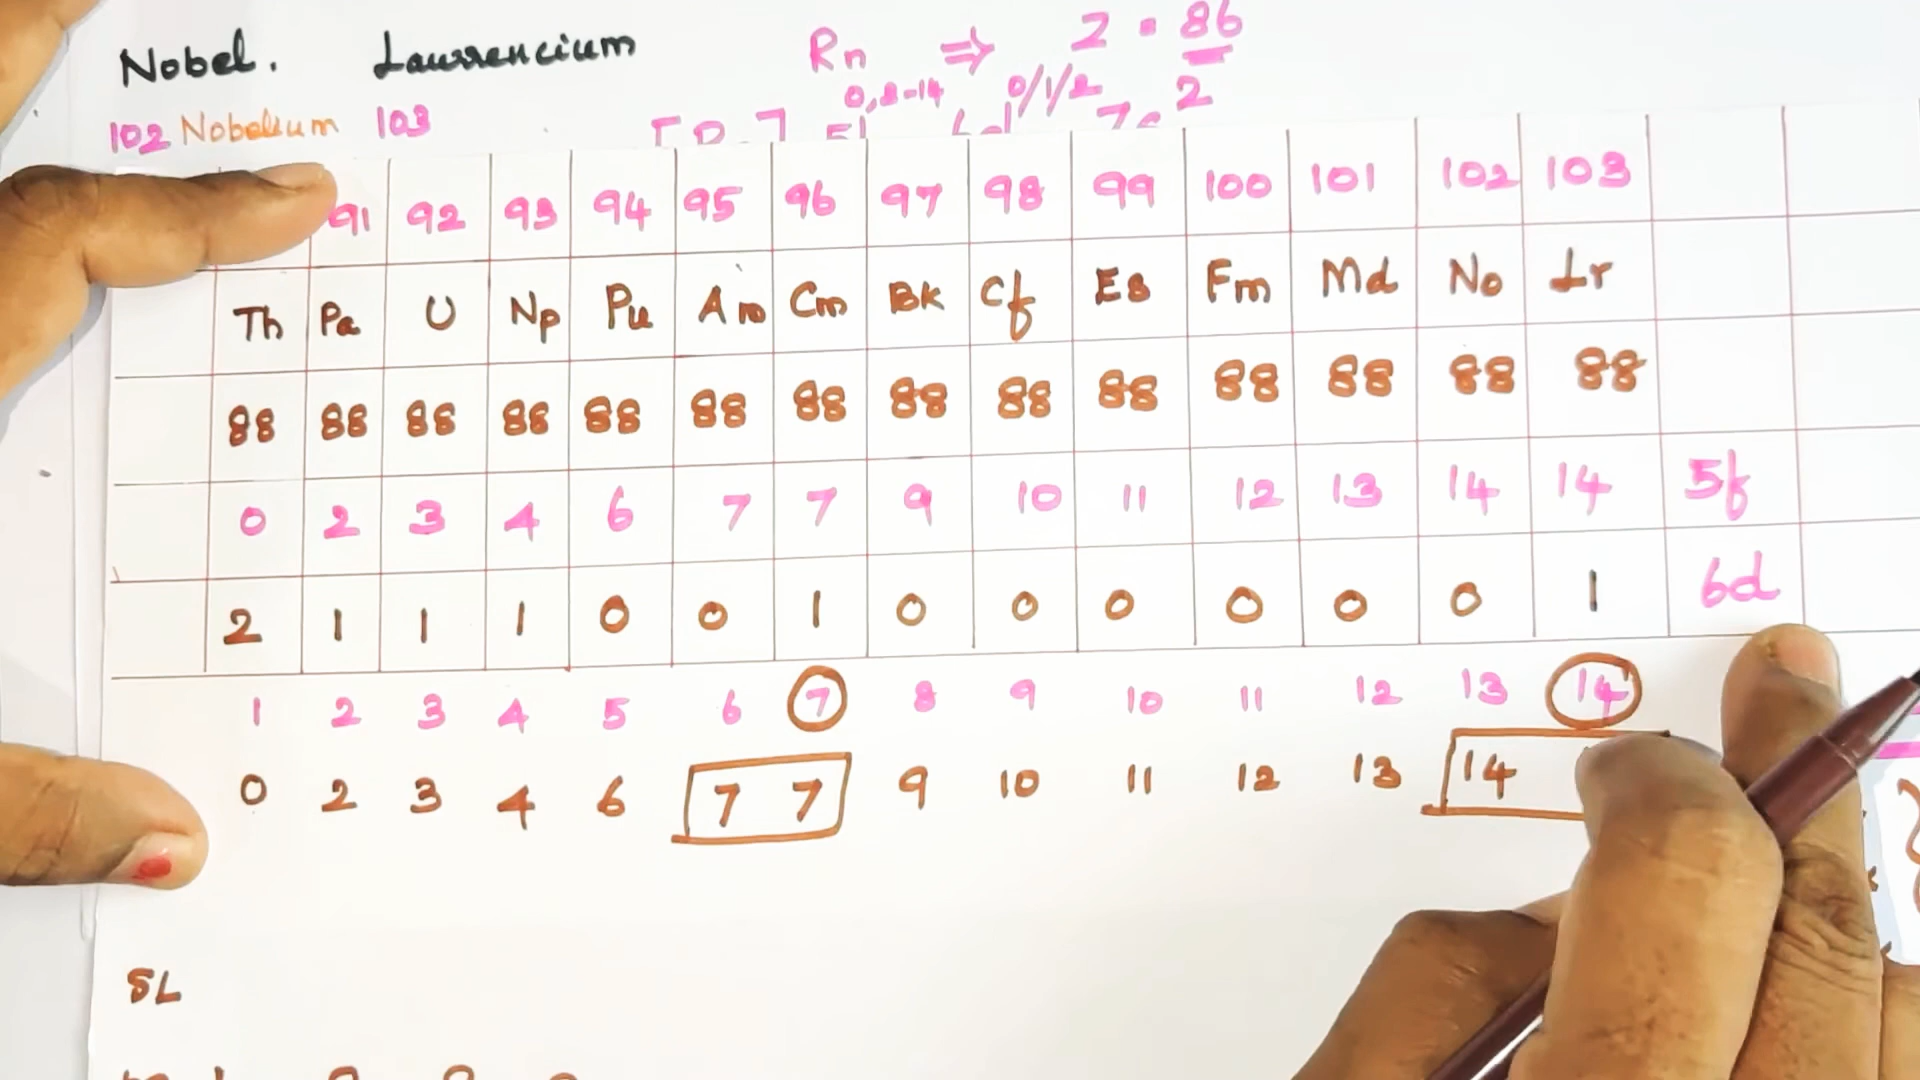 Nobel. Laurrencium Rn ⇒ Z = 86
102 Nobelium 103 0,2-14 0/1/2 2
91 92 93 94 95 96 97 98 99 100 101 102 103
Th Pa U Np Pu Am Cm Bk Cf Es Fm Md No Lr
88 88 88 88 88 88 88 88 88 88 88 88 88 88
0 2 3 4 6 7 7 9 10 11 12 13 14 14 5f
2 1 1 1 0 0 1 0 0 0 0 0 0 1 6d
1 2 3 4 5 6 7 8 9 10 11 12 13 14
0 2 3 4 6 7 7 9 10 11 12 13 14
SL